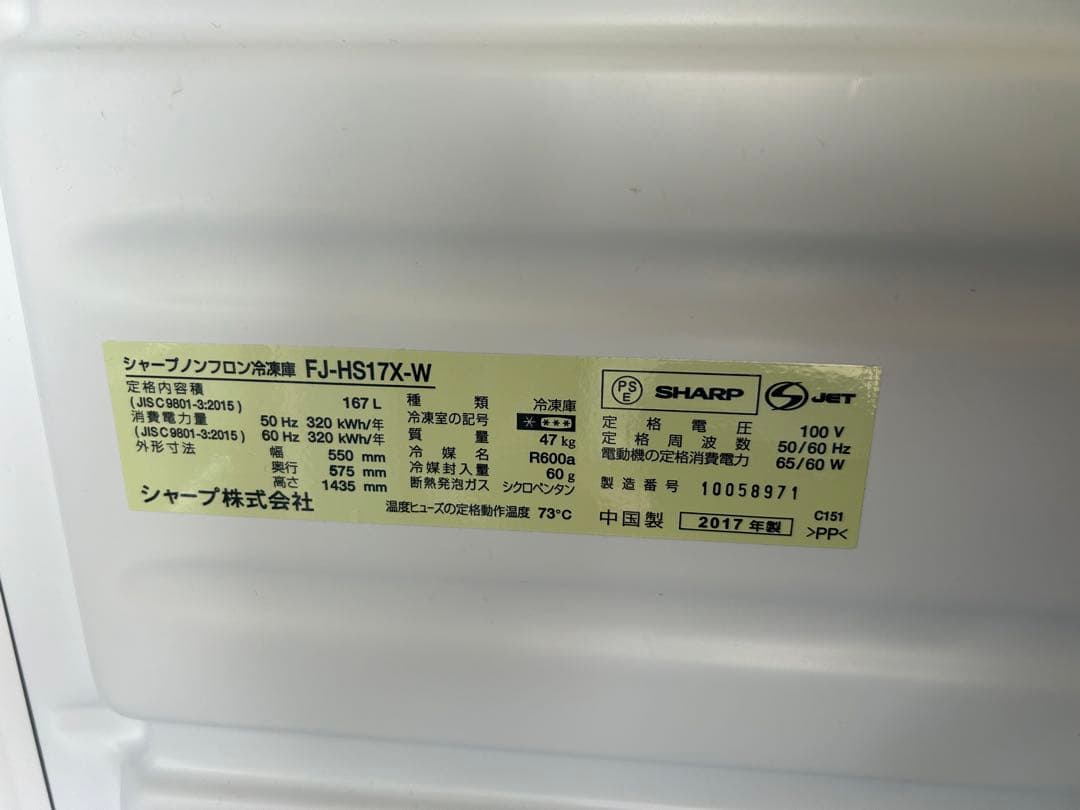 シャープノンフロン冷凍庫 FJ-HS17X-W
定格内容積
(JIS C 9801-3:2015) 167 L
消費電力量 50 Hz 320 kWh/年
(JIS C 9801-3:2015) 60 Hz 320 kWh/年
外形寸法 幅 550 mm
奥行 575 mm
高さ 1435 mm
シャープ株式会社
種類 冷凍庫
冷凍室の記号 * ***
質量 47 kg
冷媒名 R600a
冷媒封入量 60 g
断熱発泡ガス シクロペンタン
温度ヒューズの定格動作温度 73°C
PSE SHARP S JET
定格電圧 100 V
定格周波数 50/60 Hz
電動機の定格消費電力 65/60 W
製造番号 10058971
中国製 2017年製 C151
>PP<